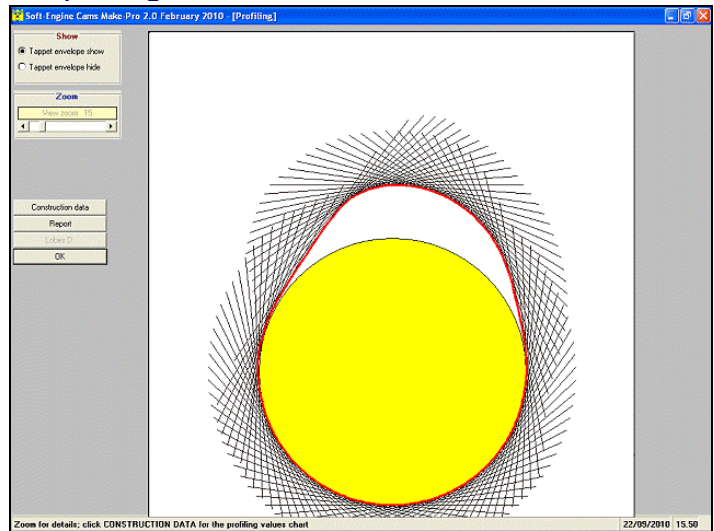 Soft-Engine Cams Make-Pro 2.0 February 2010 - [Profiling]
Show
Tappet envelope show
Tappet envelope hide
Zoom
View zoom 15
Construction data
Report
Lobes D
OK
Zoom for details; click CONSTRUCTION DATA for the profiling values chart
22/09/2010 15.50